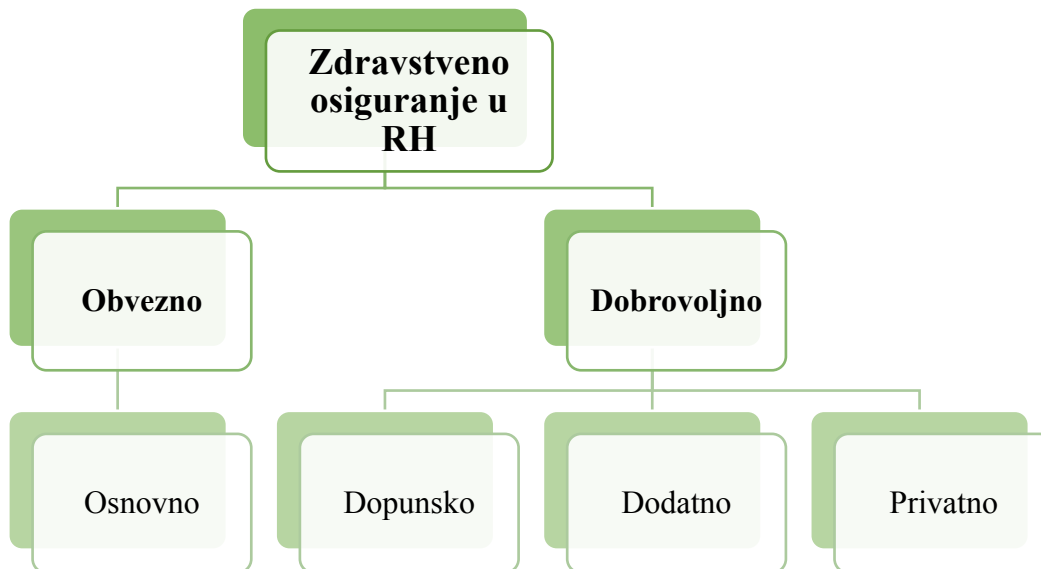 Zdravstveno
osiguranje u
RH
Obvezno
Dobrovoljno
Osnovno
Dopunsko
Dodatno
Privatno